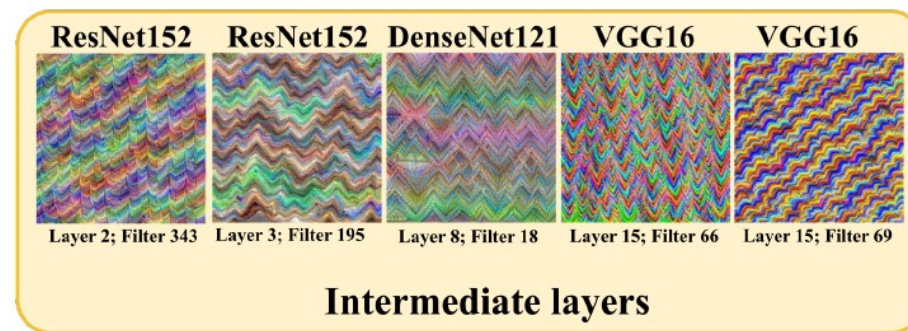 ResNet152 ResNet152 DenseNet121 VGG16 VGG16
Layer 2; Filter 343 Layer 3; Filter 195 Layer 8; Filter 18 Layer 15; Filter 66 Layer 15; Filter 69
Intermediate layers